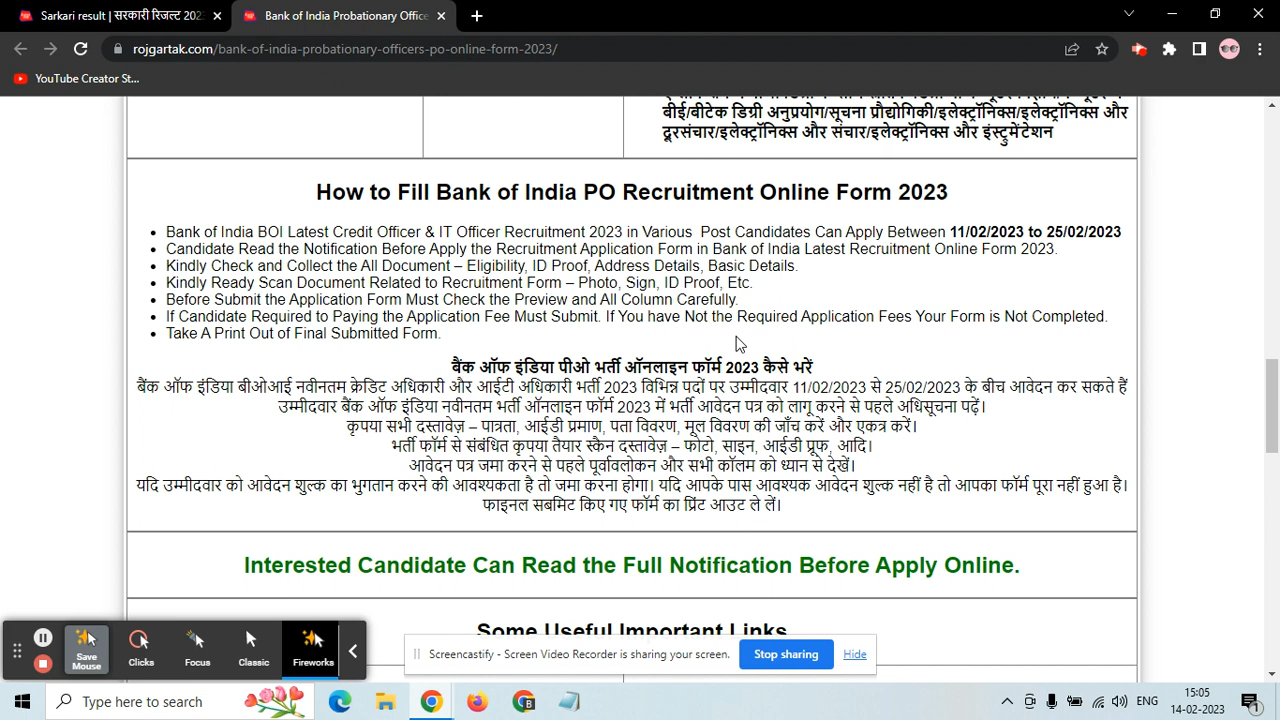 Sarkari result | सरकारी रिजल्ट 202
Bank of India Probationary Office
rojgartak.com/bank-of-india-probationary-officers-po-online-form-2023/
YouTube Creator St...
बीई/बीटेक डिग्री अनुप्रयोग/सूचना प्रौद्योगिकी/इलेक्ट्रॉनिक्स/इलेक्ट्रॉनिक्स और
दूरसंचार/इलेक्ट्रॉनिक्स और संचार/इलेक्ट्रॉनिक्स और इंस्ट्रुमेंटेशन
How to Fill Bank of India PO Recruitment Online Form 2023
Bank of India BOI Latest Credit Officer & IT Officer Recruitment 2023 in Various Post Candidates Can Apply Between 11/02/2023 to 25/02/2023
Candidate Read the Notification Before Apply the Recruitment Application Form in Bank of India Latest Recruitment Online Form 2023.
Kindly Check and Collect the All Document – Eligibility, ID Proof, Address Details, Basic Details.
Kindly Ready Scan Document Related to Recruitment Form – Photo, Sign, ID Proof, Etc.
Before Submit the Application Form Must Check the Preview and All Column Carefully.
If Candidate Required to Paying the Application Fee Must Submit. If You have Not the Required Application Fees Your Form is Not Completed.
Take A Print Out of Final Submitted Form.
बैंक ऑफ इंडिया पीओ भर्ती ऑनलाइन फॉर्म 2023 कैसे भरें
बैंक ऑफ इंडिया बीओआई नवीनतम क्रेडिट अधिकारी और आईटी अधिकारी भर्ती 2023 विभिन्न पदों पर उम्मीदवार 11/02/2023 से 25/02/2023 के बीच आवेदन कर सकते हैं
उम्मीदवार बैंक ऑफ इंडिया नवीनतम भर्ती ऑनलाइन फॉर्म 2023 में भर्ती आवेदन पत्र को लागू करने से पहले अधिसूचना पढ़ें।
कृपया सभी दस्तावेज़ – पात्रता, आईडी प्रमाण, पता विवरण, मूल विवरण की जाँच करें और एकत्र करें।
भर्ती फॉर्म से संबंधित कृपया तैयार स्कैन दस्तावेज़ – फोटो, साइन, आईडी प्रूफ, आदि।
आवेदन पत्र जमा करने से पहले पूर्वावलोकन और सभी कॉलम को ध्यान से देखें।
यदि उम्मीदवार को आवेदन शुल्क का भुगतान करने की आवश्यकता है तो जमा करना होगा। यदि आपके पास आवश्यक आवेदन शुल्क नहीं है तो आपका फॉर्म पूरा नहीं हुआ है।
फाइनल सबमिट किए गए फॉर्म का प्रिंट आउट ले लें।
Interested Candidate Can Read the Full Notification Before Apply Online.
Some Useful Important Links
Save Mouse
Clicks
Focus
Classic
Fireworks
Screencastify - Screen Video Recorder is sharing your screen.
Stop sharing
Hide
Type here to search
ENG
15:05
14-02-2023